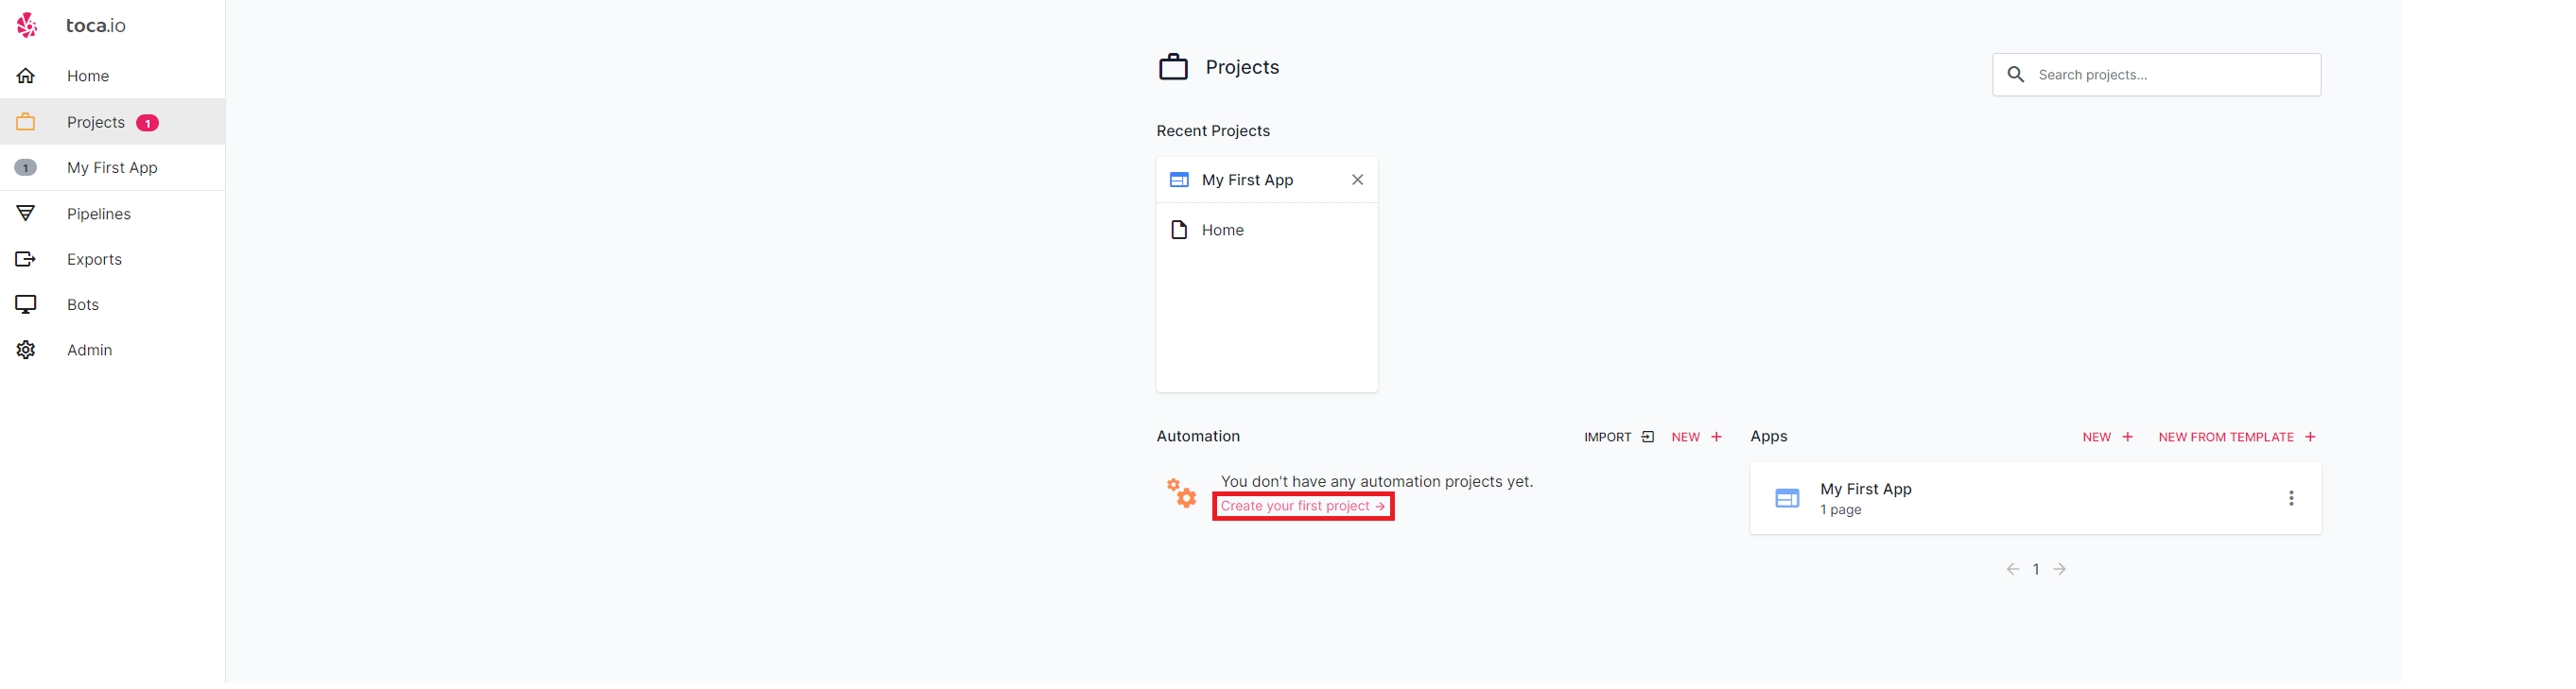 toca.io
Home
Projects 1
1 My First App
Pipelines
Exports
Bots
Admin
Projects
Search projects...
Recent Projects
My First App
Home
Automation IMPORT NEW +
You don't have any automation projects yet.
Create your first project →
Apps NEW + NEW FROM TEMPLATE +
My First App
1 page
← 1 →